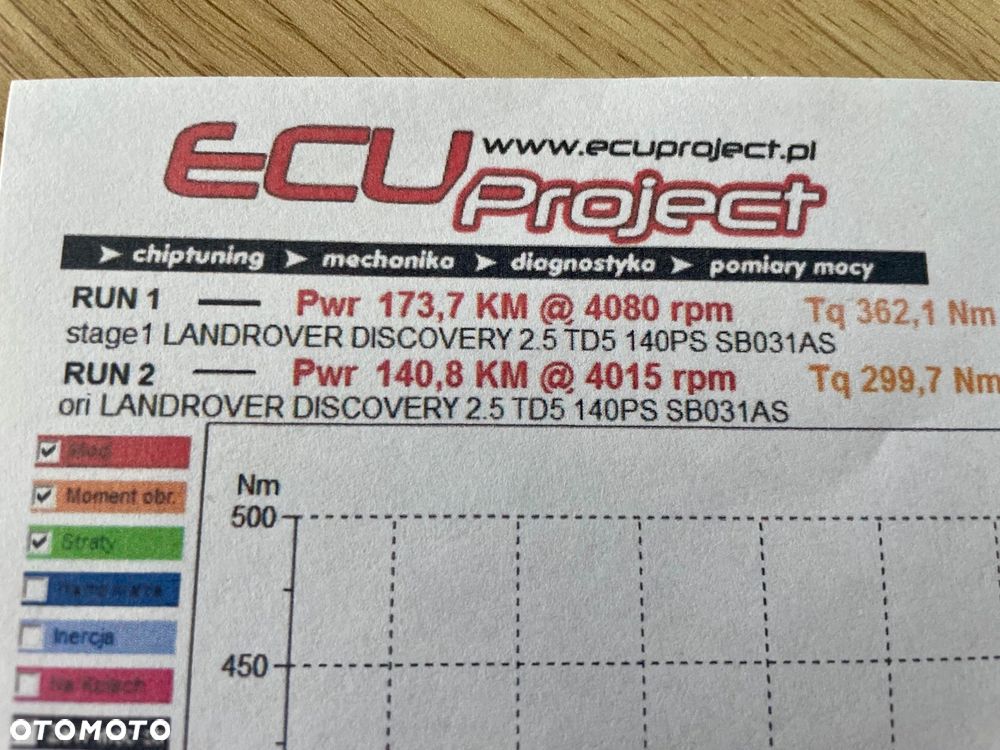 ECU www.ecuproject.pl
Project
➤ chiptuning ➤ mechanika ➤ diagnostyka ➤ pomiary mocy
RUN 1 — Pwr 173,7 KM @ 4080 rpm Tq 362,1 Nm
stage1 LANDROVER DISCOVERY 2.5 TD5 140PS SB031AS
RUN 2 — Pwr 140,8 KM @ 4015 rpm Tq 299,7 Nm
ori LANDROVER DISCOVERY 2.5 TD5 140PS SB031AS
Moment obr.
Straty
Inercja
Nm
500
450
OTOMOTO